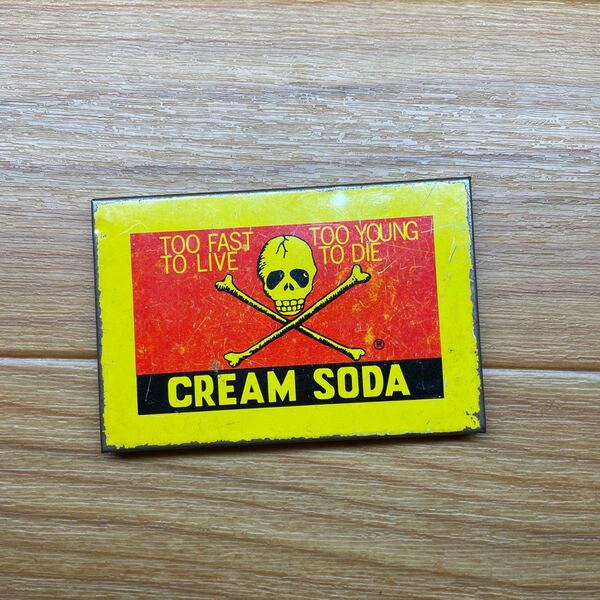 TOO FAST
TO LIVE
TOO YOUNG
TO DIE
®
CREAM SODA